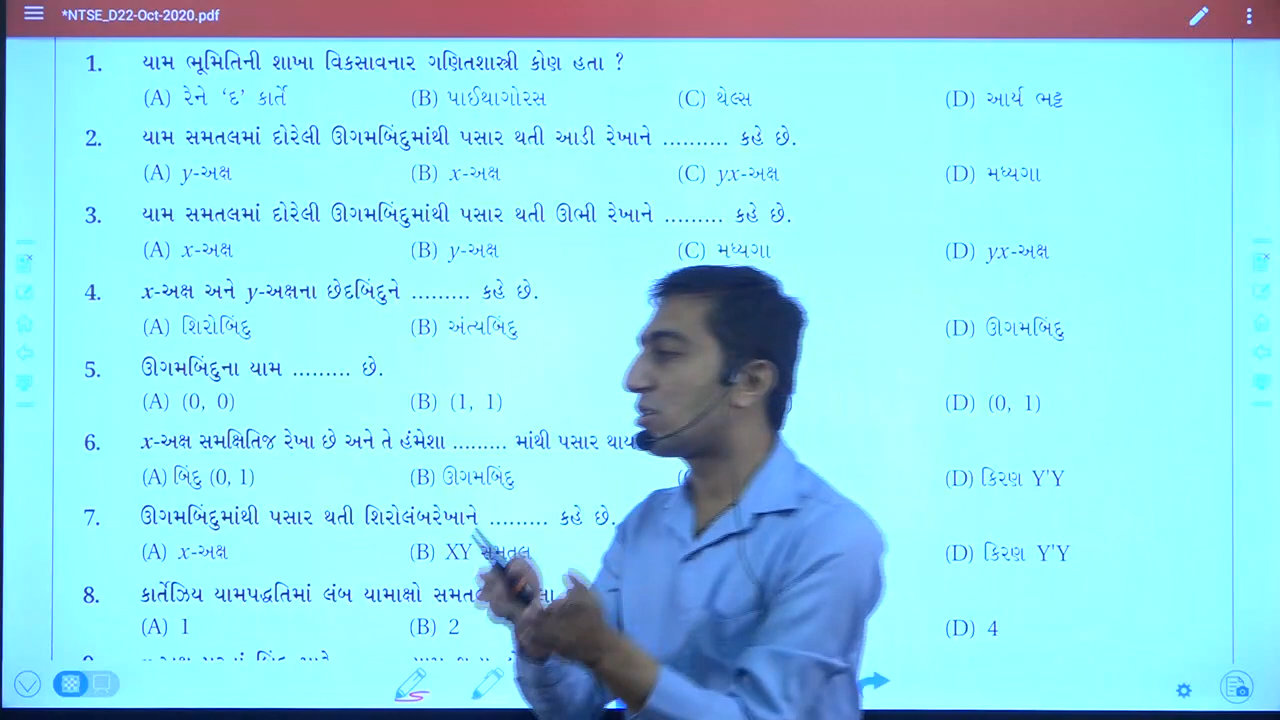 *NTSE_D22-Oct-2020.pdf
1. યામ ભૂમિતિની શાખા વિકસાવનાર ગણિતશાસ્ત્રી કોણ હતા ?
(A) રેને ‘દ’ કાર્તે (B) પાઈથાગોરસ (C) થેલ્સ (D) આર્ય ભટ્ટ
2. યામ સમતલમાં દોરેલી ઊગમબિંદુમાંથી પસાર થતી આડી રેખાને .......... કહે છે.
(A) y-અક્ષ (B) x-અક્ષ (C) yx-અક્ષ (D) મધ્યગા
3. યામ સમતલમાં દોરેલી ઊગમબિંદુમાંથી પસાર થતી ઊભી રેખાને ......... કહે છે.
(A) x-અક્ષ (B) y-અક્ષ (C) મધ્યગા (D) yx-અક્ષ
4. x-અક્ષ અને y-અક્ષના છેદબિંદુને ......... કહે છે.
(A) શિરોબિંદુ (B) અંત્યબિંદુ (D) ઊગમબિંદુ
5. ઊગમબિંદુના યામ ......... છે.
(A) (0, 0) (B) (1, 1) (D) (0, 1)
6. x-અક્ષ સમક્ષિતિજ રેખા છે અને તે હંમેશા ......... માંથી પસાર થાય
(A) બિંદુ (0, 1) (B) ઊગમબિંદુ (D) કિરણ Y'Y
7. ઊગમબિંદુમાંથી પસાર થતી શિરોલંબરેખાને ......... કહે છે.
(A) x-અક્ષ (B) XY સમતલ (D) કિરણ Y'Y
8. કાર્તેઝિય યામપદ્ધતિમાં લંબ યામાક્ષો
(A) 1 (B) 2 (D) 4